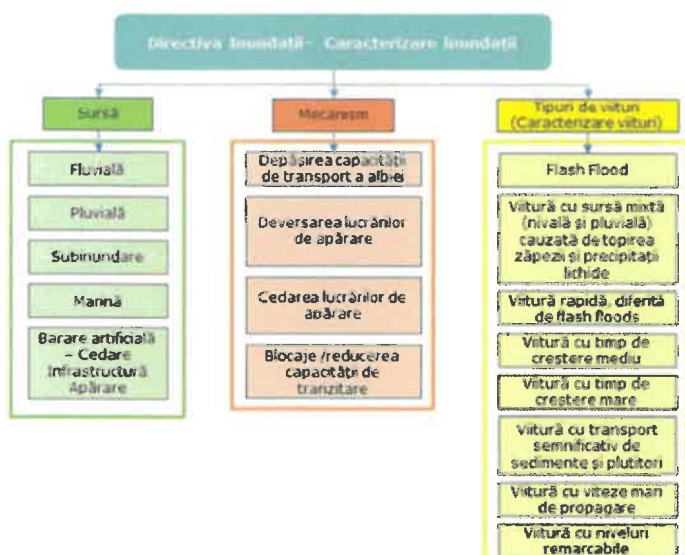 Directiva Inundații - Caracterizare Inundații
Sursă
Fluvială
Pluvială
Subinundare
Marină
Barare artificială
– Cedare
Infrastructură
Apărare
Mecanism
Depășirea capacității
de transport a albiei
Deversarea lucrărilor
de apărare
Cedarea lucrărilor de
apărare
Blocaje /reducerea
capacității de
tranzitare
Tipuri de viituri
(Caracterizare viituri)
Flash Flood
Viitură cu sursă mixtă
(nivală și pluvială)
cauzată de topirea
zăpezii și precipitații
lichide
Viitură rapidă, diferită
de flash floods
Viitură cu timp de
creștere mediu
Viitură cu timp de
creștere mare
Viitură cu transport
semnificativ de
sedimente și plutitori
Viitură cu viteze mari
de propagare
Viitură cu niveluri
remarcabile